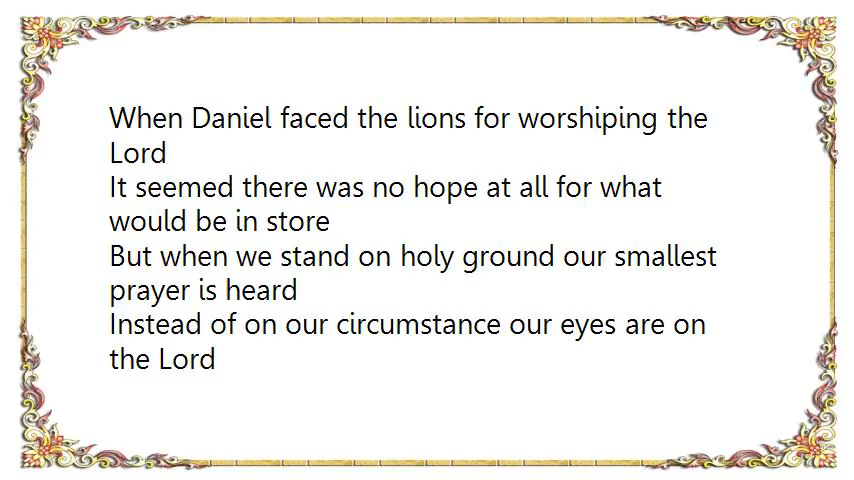 When Daniel faced the lions for worshiping the
Lord
It seemed there was no hope at all for what
would be in store
But when we stand on holy ground our smallest
prayer is heard
Instead of on our circumstance our eyes are on
the Lord